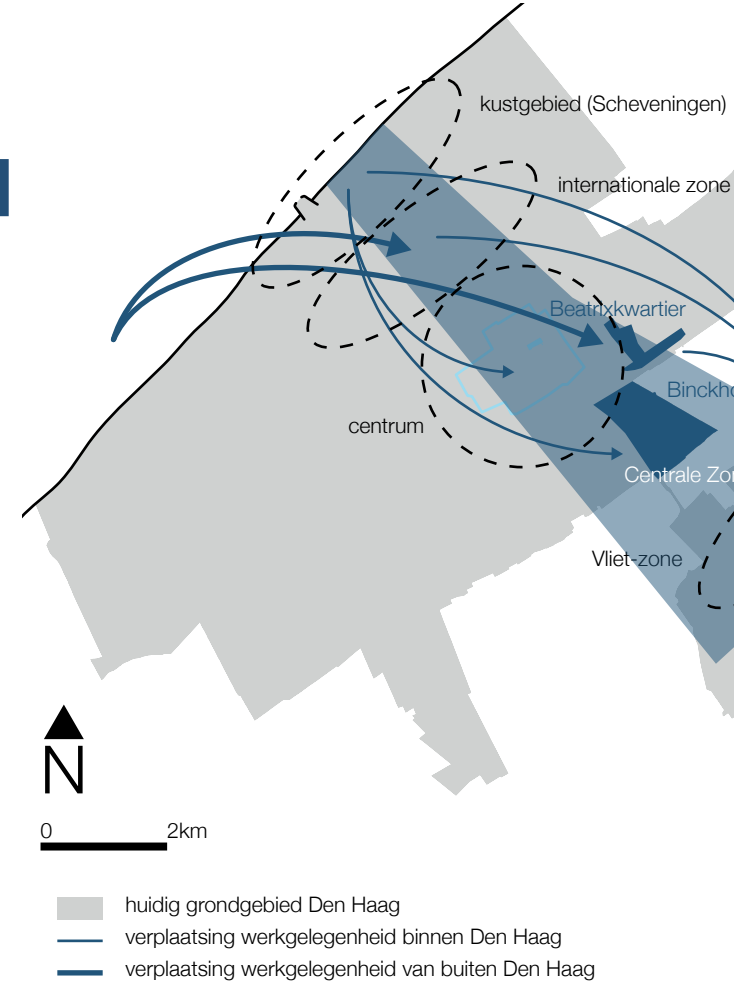 kustgebied (Scheveningen)
internationale zone
Beatrixkwartier
centrum
Centrale
Vliet-zone
N
0 2km
huidig grondgebied Den Haag
verplaatsing werkgelegenheid binnen Den Haag
verplaatsing werkgelegenheid van buiten Den Haag